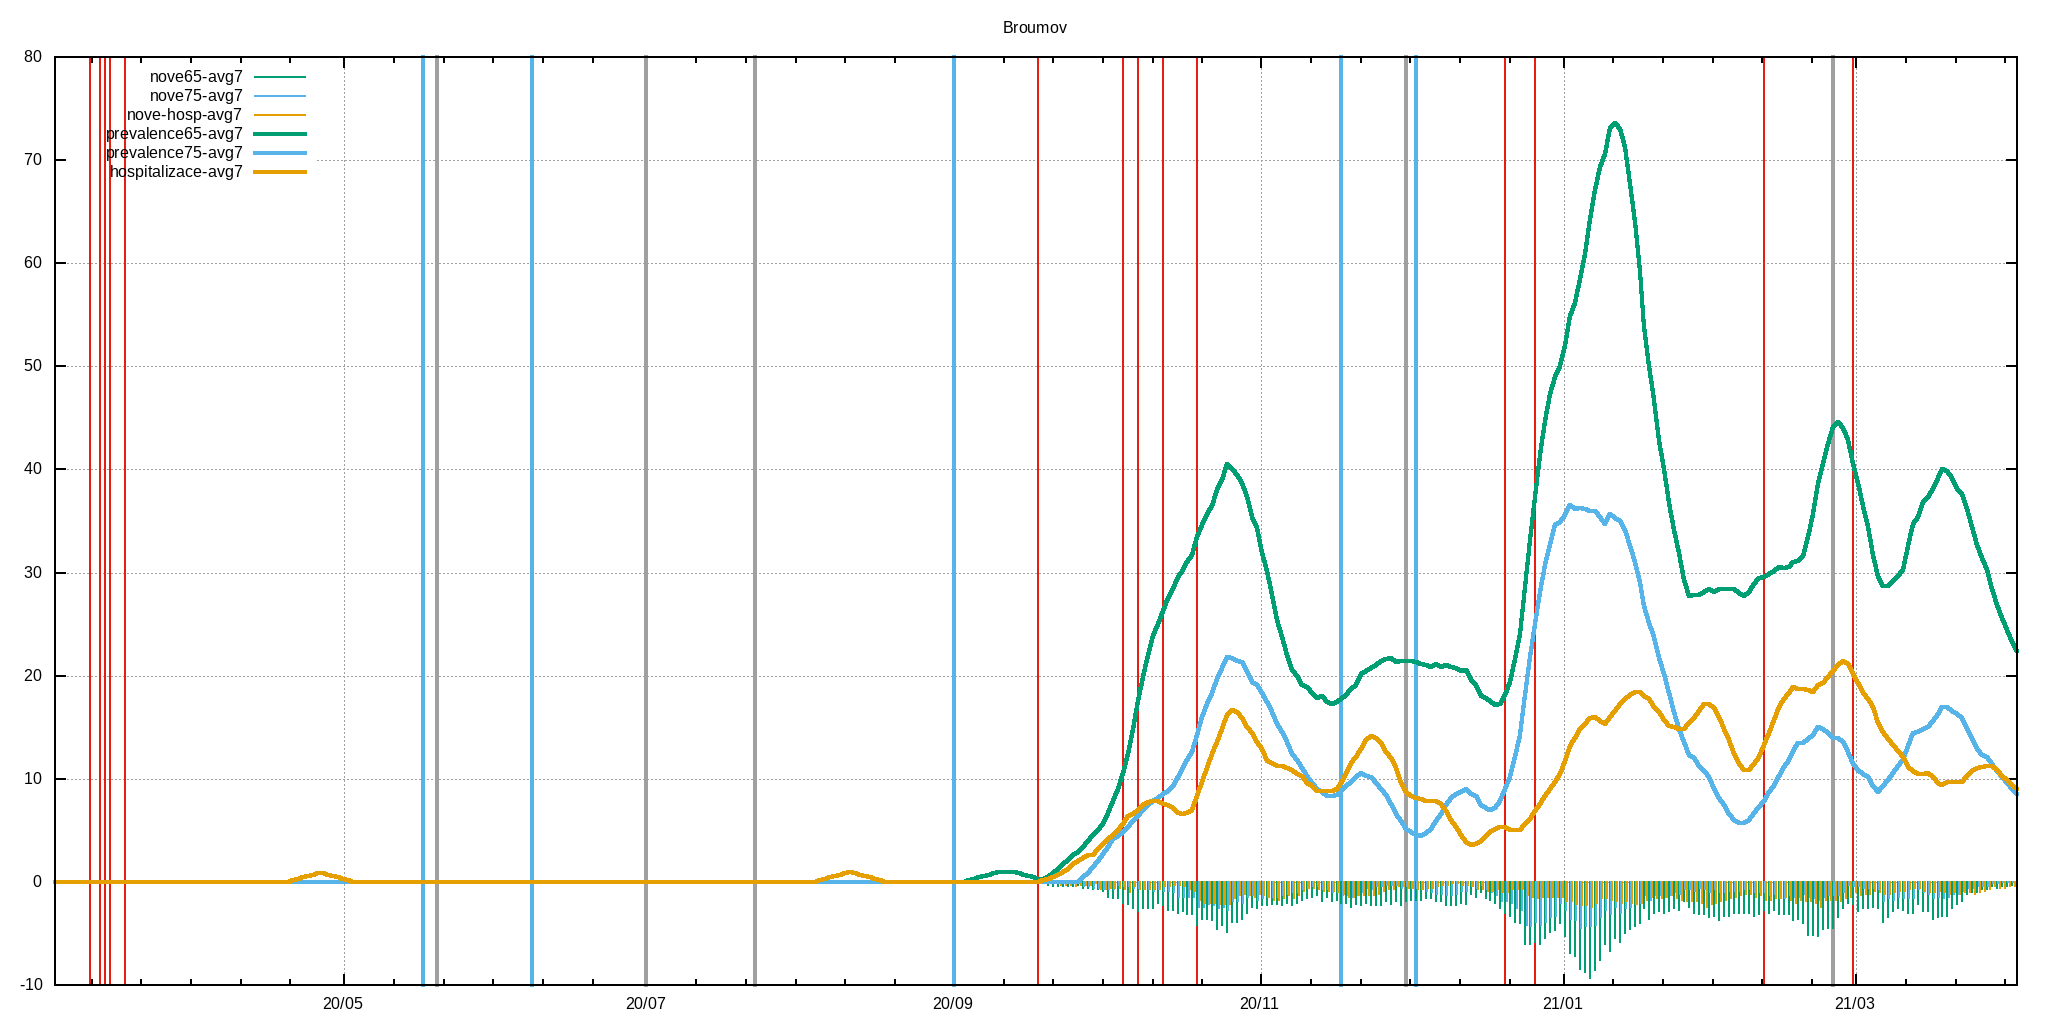 Broumov
80
70
60
50
40
30
20
10
0
-10
nove65-avg7
nove75-avg7
nove-hosp-avg7
prevalence65-avg7
prevalence75-avg7
hospitalizace-avg7
20/05 20/07 20/09 20/11 21/01 21/03